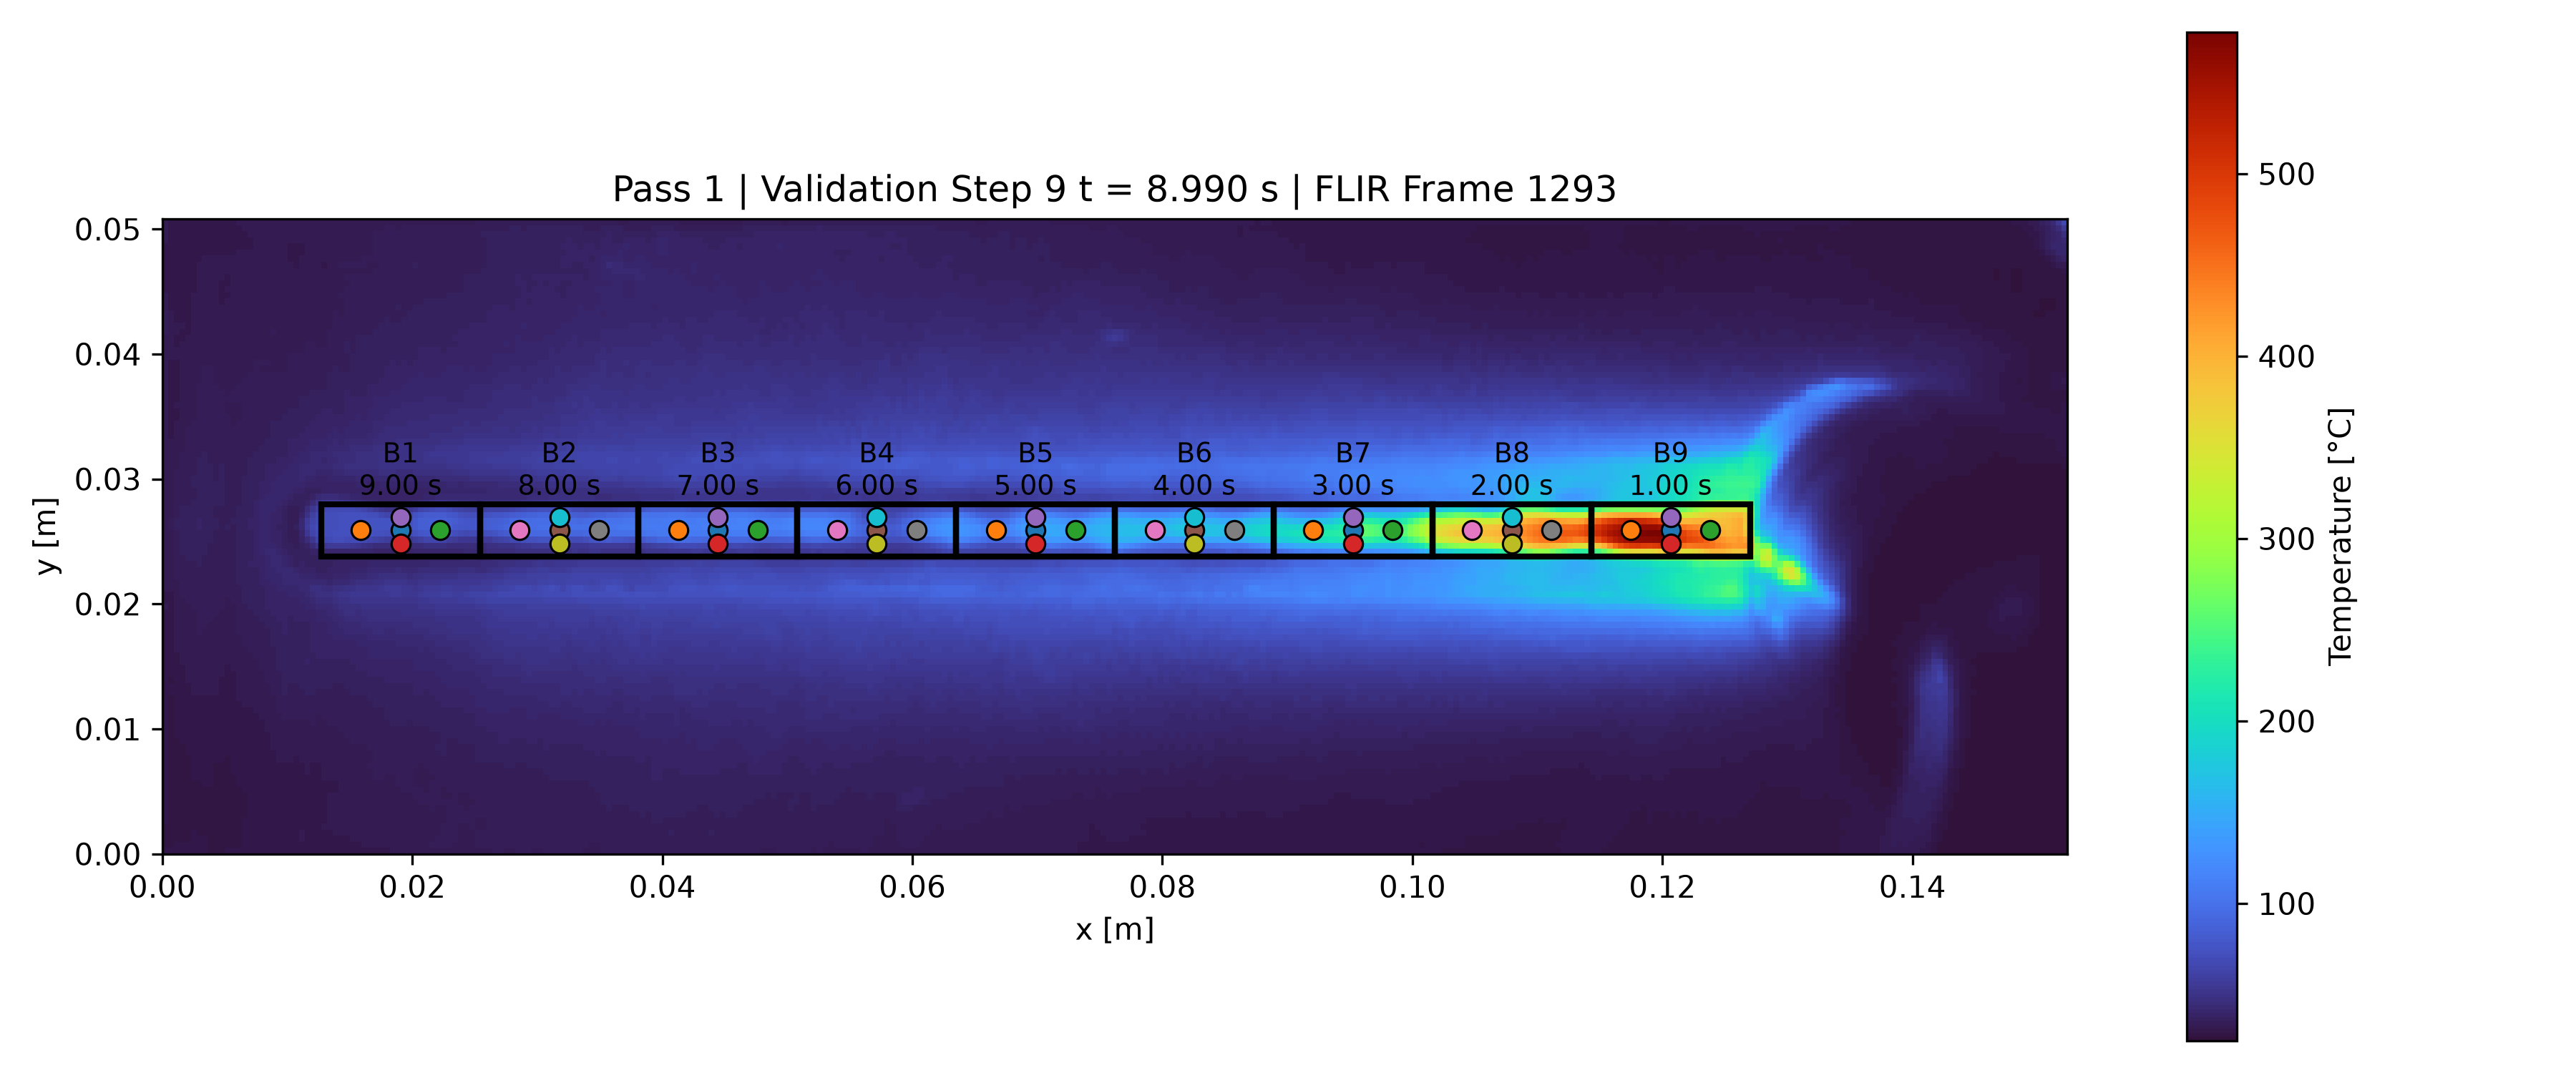 Pass 1 | Validation Step 9 t = 8.990 s | FLIR Frame 1293
0.05
0.04
0.03
0.02
0.01
0.00
y [m]
B1 B2 B3 B4 B5 B6 B7 B8 B9
9.00 s 8.00 s 7.00 s 6.00 s 5.00 s 4.00 s 3.00 s 2.00 s 1.00 s
0.00 0.02 0.04 0.06 0.08 0.10 0.12 0.14
x [m]
500
400
300
200
100
Temperature [°C]